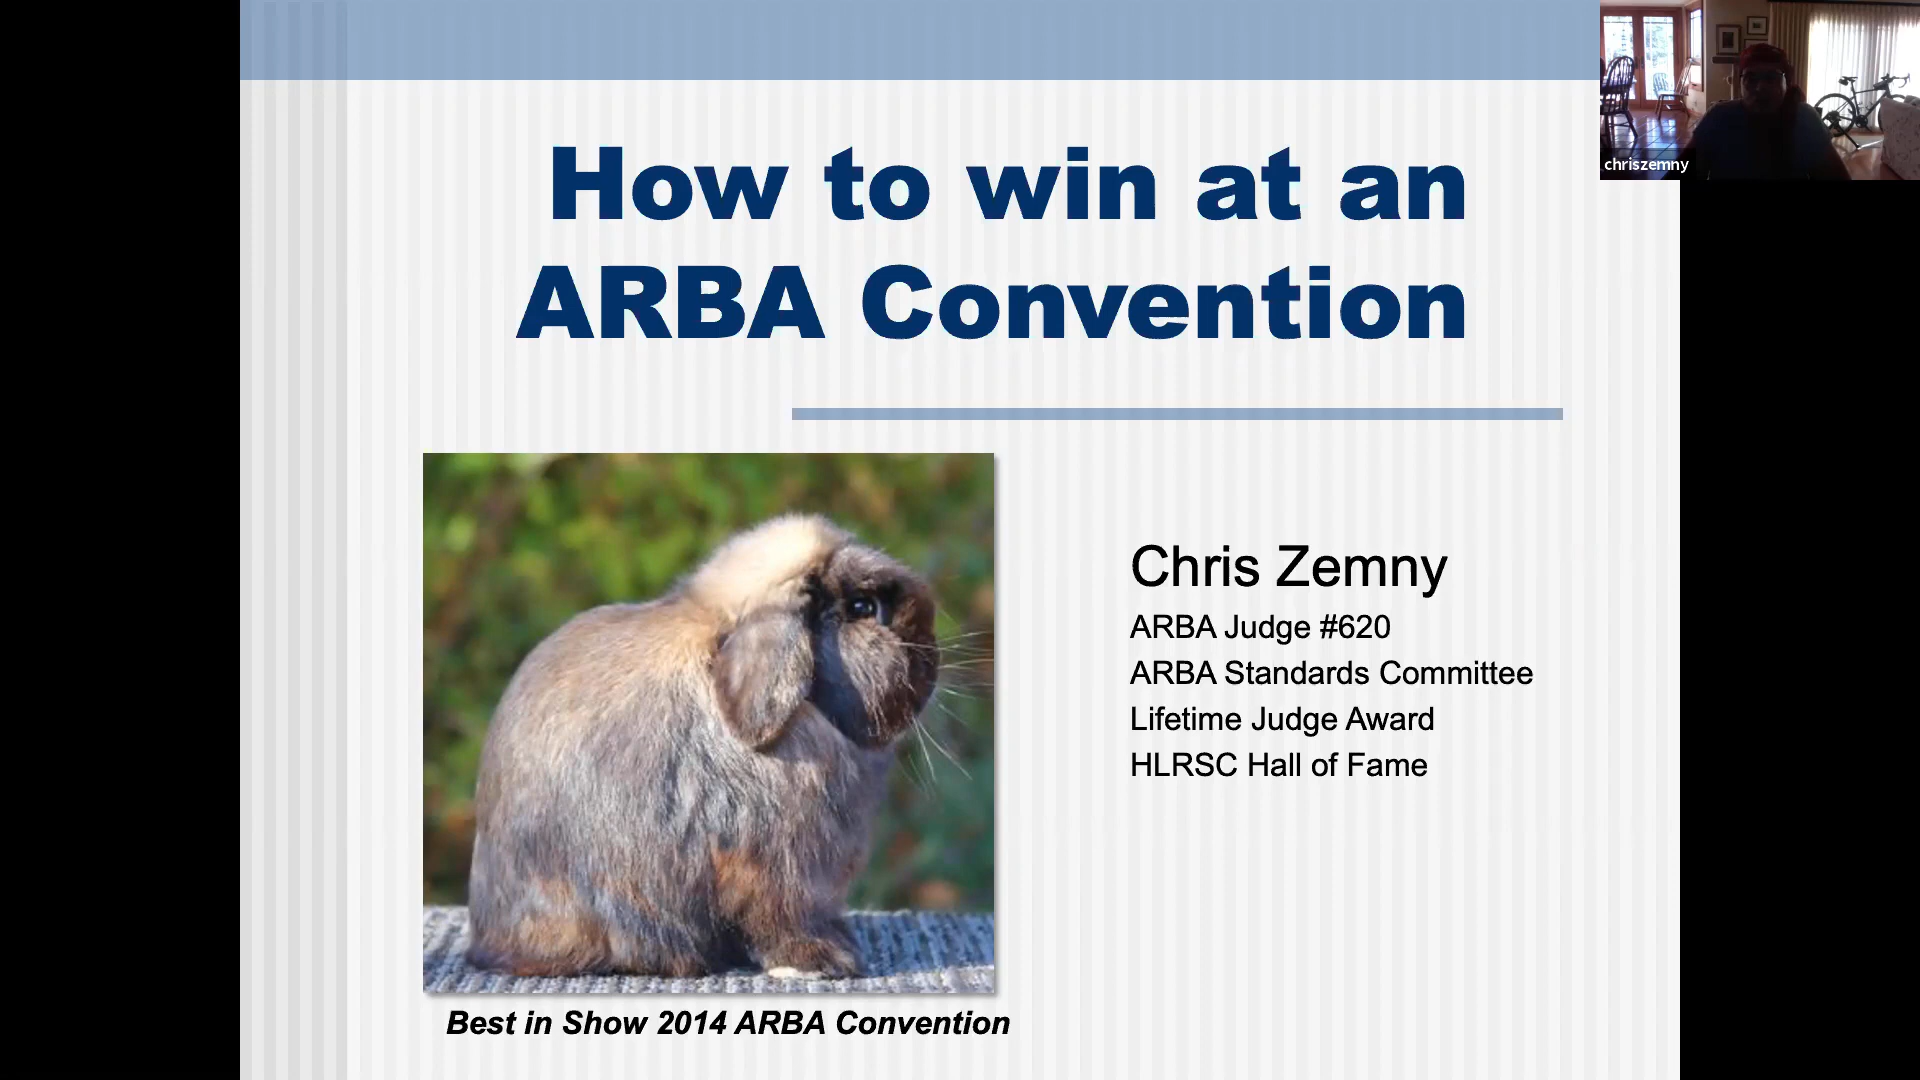 How to win at an
ARBA Convention
Chris Zemny
ARBA Judge #620
ARBA Standards Committee
Lifetime Judge Award
HLRSC Hall of Fame
Best in Show 2014 ARBA Convention
chriszemny